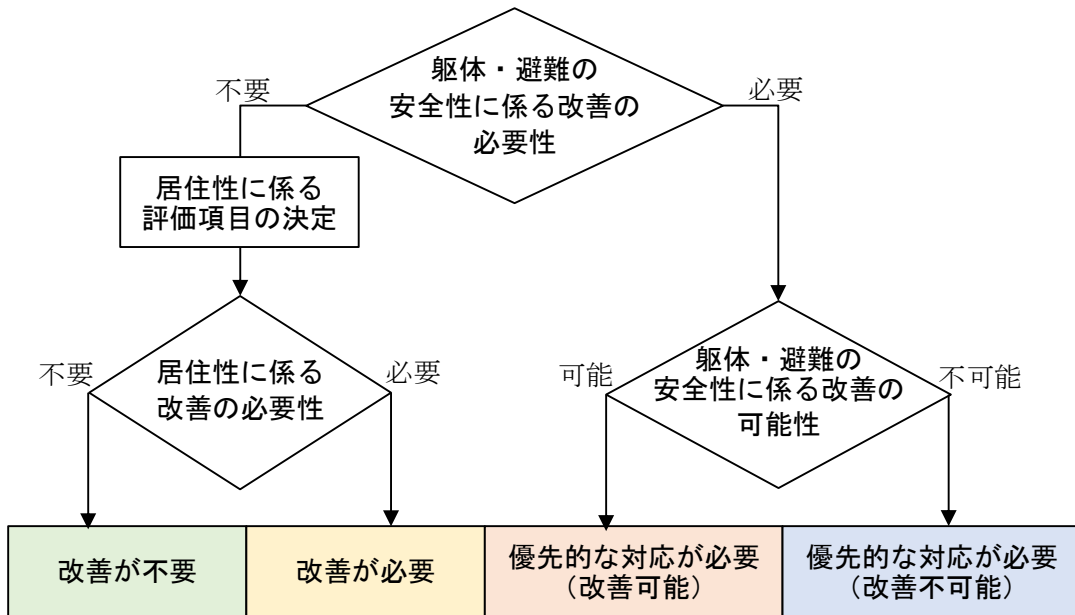 躯体・避難の
安全性に係る改善の
必要性
不要
必要
居住性に係る
評価項目の決定
居住性に係る
改善の必要性
不要
必要
躯体・避難の
安全性に係る改善の
可能性
可能
不可能
改善が不要
改善が必要
優先的な対応が必要
（改善可能）
優先的な対応が必要
（改善不可能）